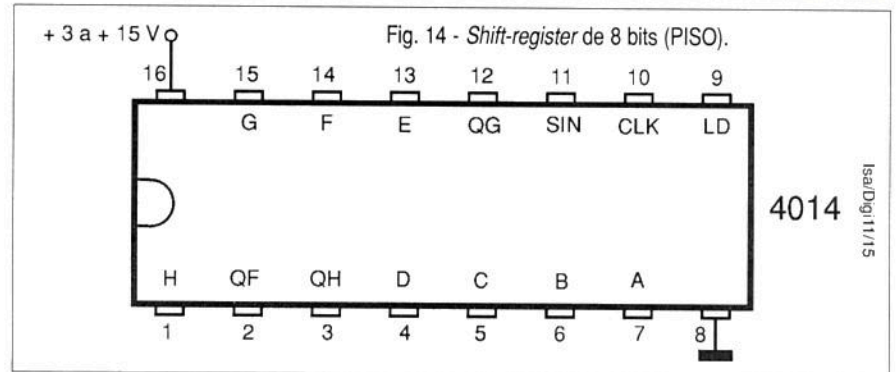 + 3 a + 15 V
Fig. 14 - Shift-register de 8 bits (PISO).
16 15 14 13 12 11 10 9
G F E QG SIN CLK LD
4014
Isa/Digi11/15
H QF QH D C B A
1 2 3 4 5 6 7 8